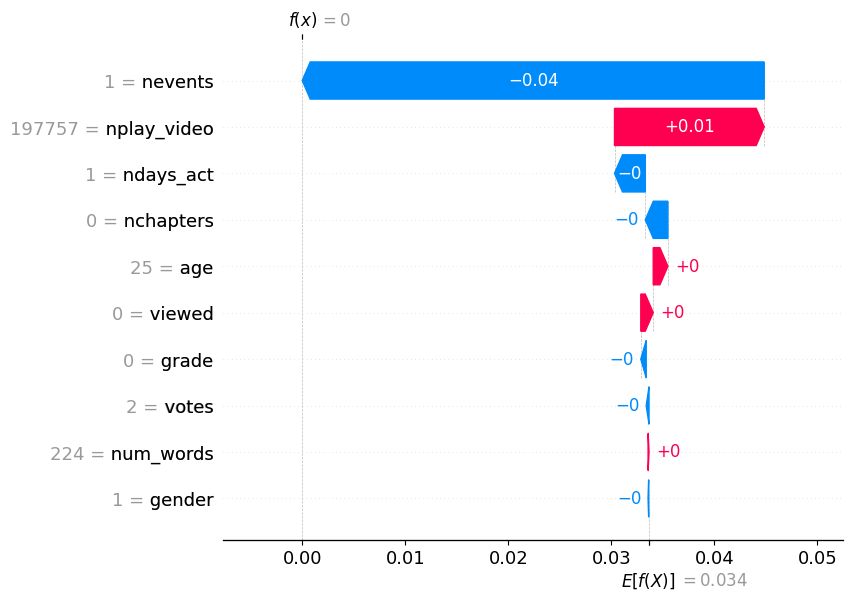 f(x) = 0
1 = nevents
−0.04
197757 = nplay_video
+0.01
1 = ndays_act
−0
0 = nchapters
−0
25 = age
+0
0 = viewed
+0
0 = grade
−0
2 = votes
−0
224 = num_words
+0
1 = gender
−0
0.00 0.01 0.02 0.03 0.04 0.05
E[f(X)] = 0.034